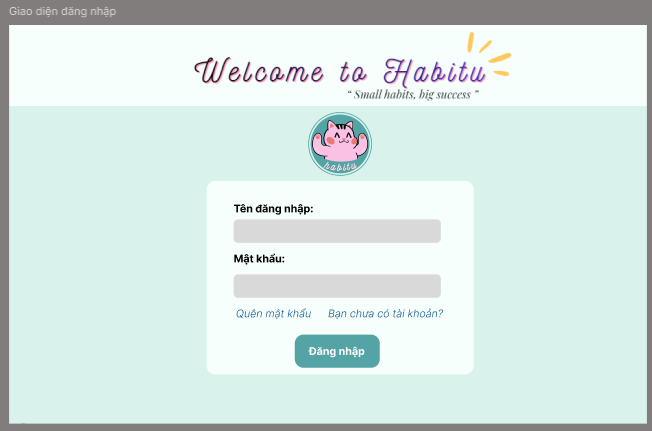 Giao diện đăng nhập
Welcome to Habitu
“ Small habits, big success ”
habitu
Tên đăng nhập:
Mật khẩu:
Quên mật khẩu Bạn chưa có tài khoản?
Đăng nhập